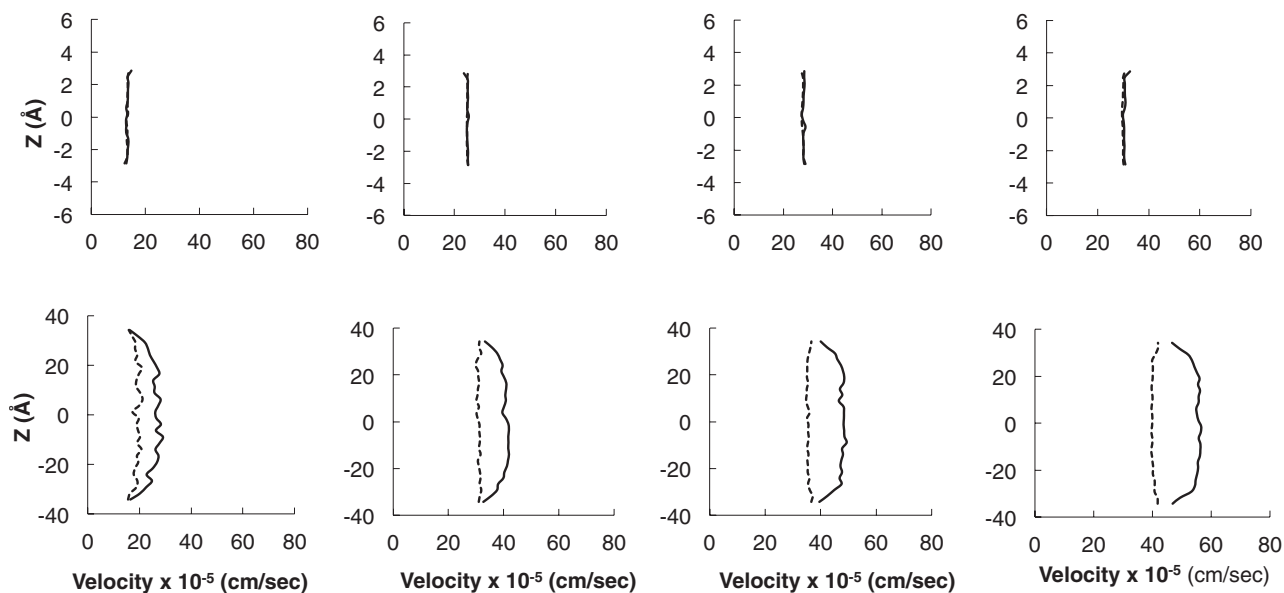 6 6 6 6
4 4 4 4
2 2 2 2
0 0 0 0
-2 -2 -2 -2
-4 -4 -4 -4
-6 -6 -6 -6
Z (Å)
0 20 40 60 80 0 20 40 60 80 0 20 40 60 80 0 20 40 60 80
40 40 40 40
20 20 20 20
0 0 0 0
-20 -20 -20 -20
-40 -40 -40 -40
Z (Å)
0 20 40 60 80 0 20 40 60 80 0 20 40 60 80 0 20 40 60 80
Velocity x 10⁻⁵ (cm/sec) Velocity x 10⁻⁵ (cm/sec) Velocity x 10⁻⁵ (cm/sec) Velocity x 10⁻⁵ (cm/sec)